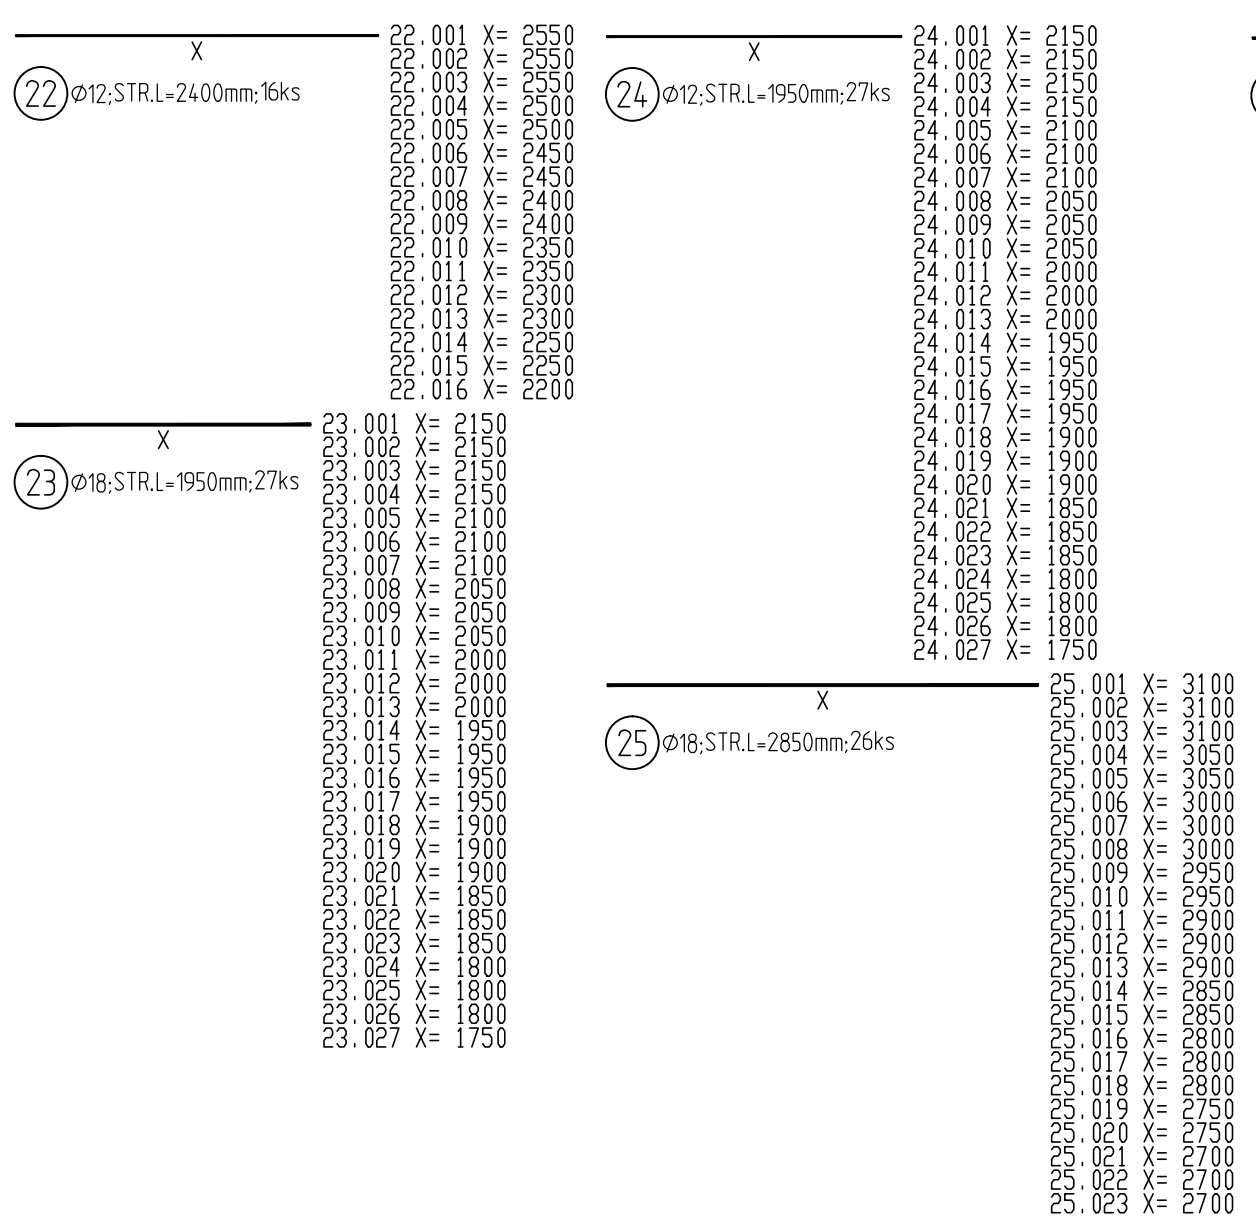 X
22 Ø12;STR.L=2400mm;16ks
22.001 X= 2550
22.002 X= 2550
22.003 X= 2550
22.004 X= 2500
22.005 X= 2500
22.006 X= 2450
22.007 X= 2450
22.008 X= 2400
22.009 X= 2400
22.010 X= 2350
22.011 X= 2350
22.012 X= 2300
22.013 X= 2300
22.014 X= 2250
22.015 X= 2250
22.016 X= 2200
X
23 Ø18;STR.L=1950mm;27ks
23.001 X= 2150
23.002 X= 2150
23.003 X= 2150
23.004 X= 2150
23.005 X= 2100
23.006 X= 2100
23.007 X= 2100
23.008 X= 2050
23.009 X= 2050
23.010 X= 2050
23.011 X= 2000
23.012 X= 2000
23.013 X= 2000
23.014 X= 1950
23.015 X= 1950
23.016 X= 1950
23.017 X= 1950
23.018 X= 1900
23.019 X= 1900
23.020 X= 1900
23.021 X= 1850
23.022 X= 1850
23.023 X= 1850
23.024 X= 1800
23.025 X= 1800
23.026 X= 1800
23.027 X= 1750
X
24 Ø12;STR.L=1950mm;27ks
24.001 X= 2150
24.002 X= 2150
24.003 X= 2150
24.004 X= 2150
24.005 X= 2100
24.006 X= 2100
24.007 X= 2100
24.008 X= 2050
24.009 X= 2050
24.010 X= 2050
24.011 X= 2000
24.012 X= 2000
24.013 X= 2000
24.014 X= 1950
24.015 X= 1950
24.016 X= 1950
24.017 X= 1950
24.018 X= 1900
24.019 X= 1900
24.020 X= 1900
24.021 X= 1850
24.022 X= 1850
24.023 X= 1850
24.024 X= 1800
24.025 X= 1800
24.026 X= 1800
24.027 X= 1750
X
25 Ø18;STR.L=2850mm;26ks
25.001 X= 3100
25.002 X= 3100
25.003 X= 3100
25.004 X= 3050
25.005 X= 3050
25.006 X= 3000
25.007 X= 3000
25.008 X= 3000
25.009 X= 2950
25.010 X= 2950
25.011 X= 2900
25.012 X= 2900
25.013 X= 2900
25.014 X= 2850
25.015 X= 2850
25.016 X= 2800
25.017 X= 2800
25.018 X= 2800
25.019 X= 2750
25.020 X= 2750
25.021 X= 2700
25.022 X= 2700
25.023 X= 2700